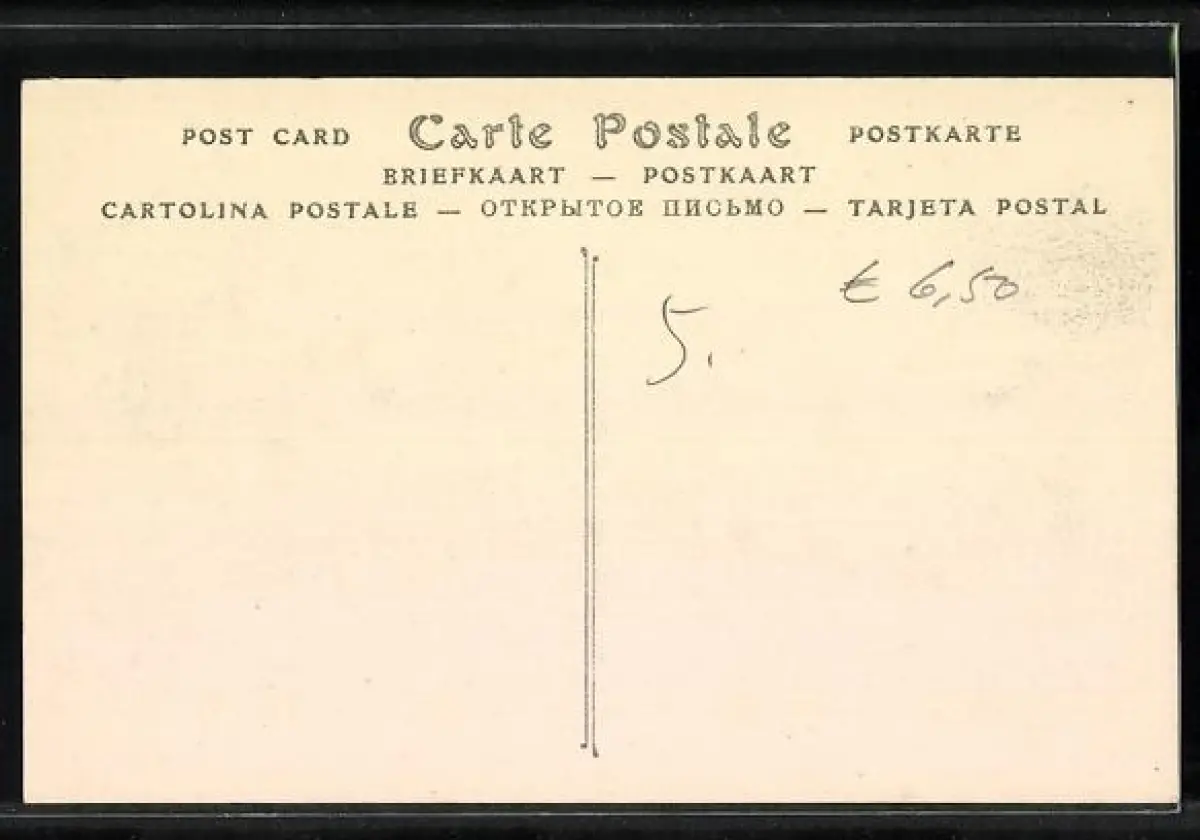 POST CARD Carte Postale POSTKARTE
BRIEFKAART — POSTKAART
CARTOLINA POSTALE — ОТКРЫТОЕ ПИСЬМО — TARJETA POSTAL
€ 6,50
5.